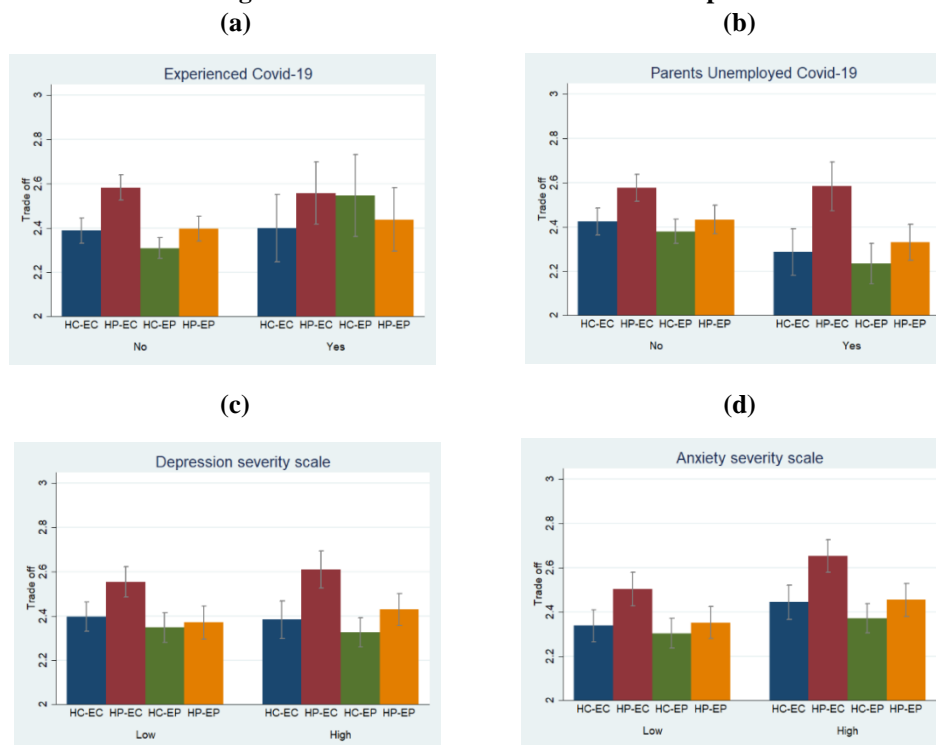 (a)
(b)
Experienced Covid-19
Trade off
2 2.2 2.4 2.6 2.8 3
HC-EC HP-EC HC-EP HP-EP HC-EC HP-EC HC-EP HP-EP
No Yes
Parents Unemployed Covid-19
Trade off
2 2.2 2.4 2.6 2.8 3
HC-EC HP-EC HC-EP HP-EP HC-EC HP-EC HC-EP HP-EP
No Yes
(c)
(d)
Depression severity scale
Trade off
2 2.2 2.4 2.6 2.8 3
HC-EC HP-EC HC-EP HP-EP HC-EC HP-EC HC-EP HP-EP
Low High
Anxiety severity scale
Trade off
2 2.2 2.4 2.6 2.8 3
HC-EC HP-EC HC-EP HP-EP HC-EC HP-EC HC-EP HP-EP
Low High